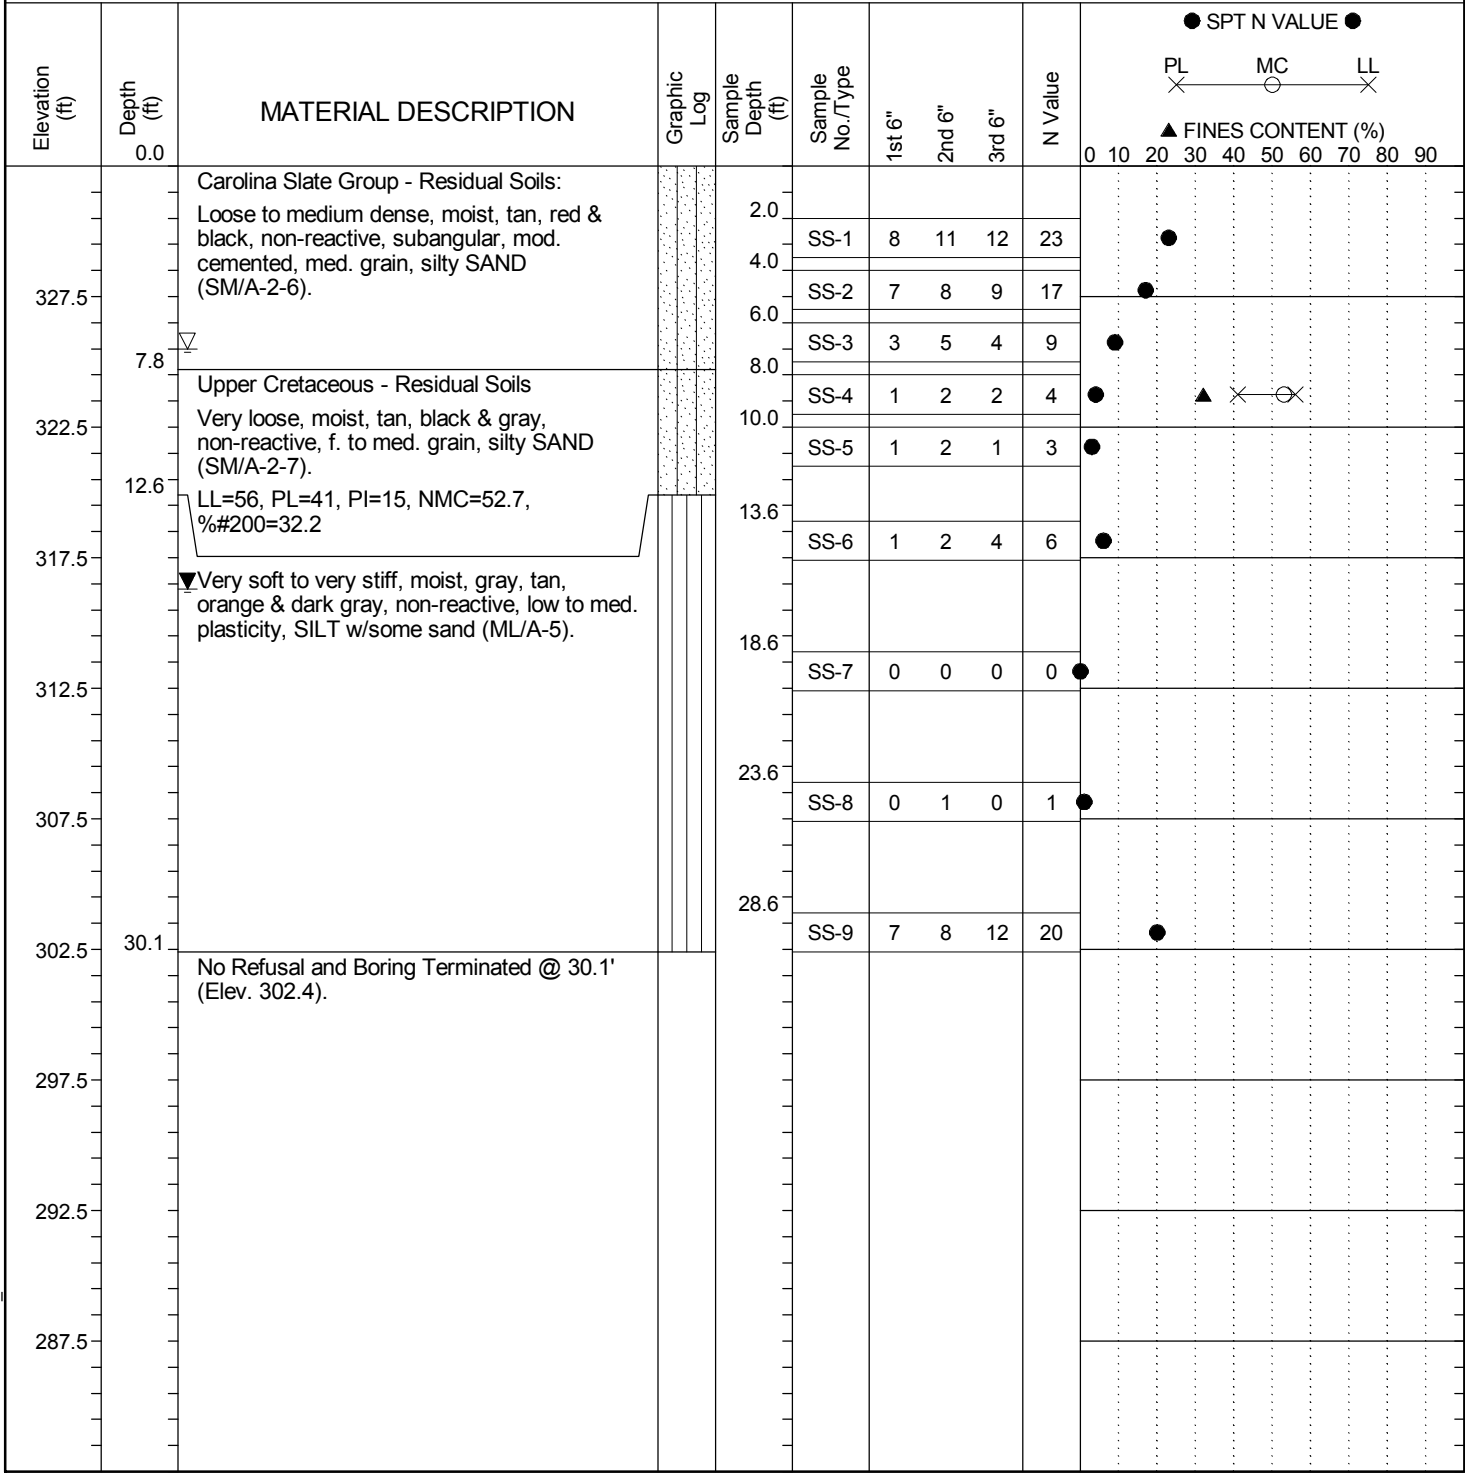 ● SPT N VALUE ●
PL MC LL
▲ FINES CONTENT (%)
Elevation (ft)
Depth (ft)
0.0
MATERIAL DESCRIPTION
Graphic Log
Sample Depth (ft)
Sample No./Type
1st 6"
2nd 6"
3rd 6"
N Value
0 10 20 30 40 50 60 70 80 90
Carolina Slate Group - Residual Soils:
Loose to medium dense, moist, tan, red &
black, non-reactive, subangular, mod.
cemented, med. grain, silty SAND
(SM/A-2-6).
2.0
SS-1 8 11 12 23
4.0
327.5
SS-2 7 8 9 17
6.0
SS-3 3 5 4 9
7.8
8.0
Upper Cretaceous - Residual Soils
Very loose, moist, tan, black & gray,
non-reactive, f. to med. grain, silty SAND
(SM/A-2-7).
SS-4 1 2 2 4
10.0
322.5
SS-5 1 2 1 3
12.6
LL=56, PL=41, PI=15, NMC=52.7,
%#200=32.2
13.6
SS-6 1 2 4 6
317.5
Very soft to very stiff, moist, gray, tan,
orange & dark gray, non-reactive, low to med.
plasticity, SILT w/some sand (ML/A-5).
18.6
SS-7 0 0 0 0
312.5
23.6
SS-8 0 1 0 1
307.5
28.6
SS-9 7 8 12 20
302.5
30.1
No Refusal and Boring Terminated @ 30.1'
(Elev. 302.4).
297.5
292.5
287.5